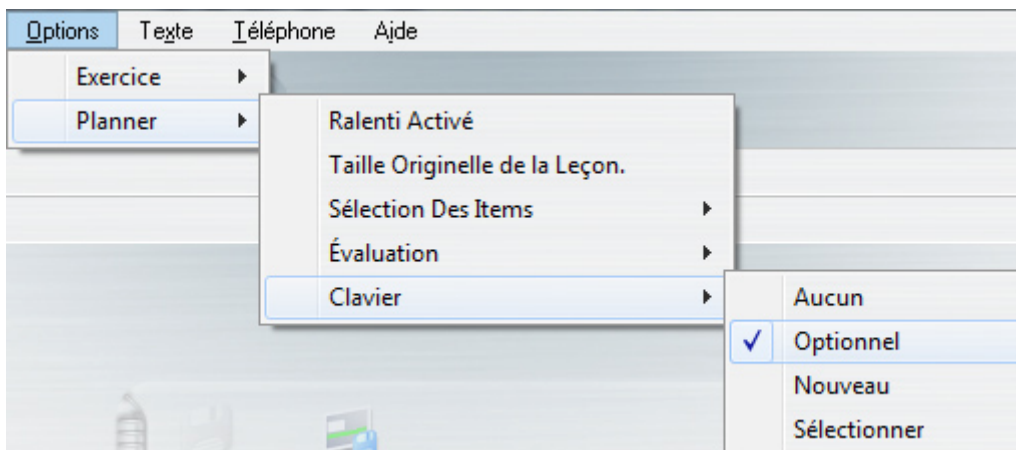 Options Texte Téléphone Aide
Exercice
Planner
Ralenti Activé
Taille Originelle de la Leçon.
Sélection Des Items
Évaluation
Clavier
Aucun
Optionnel
Nouveau
Sélectionner